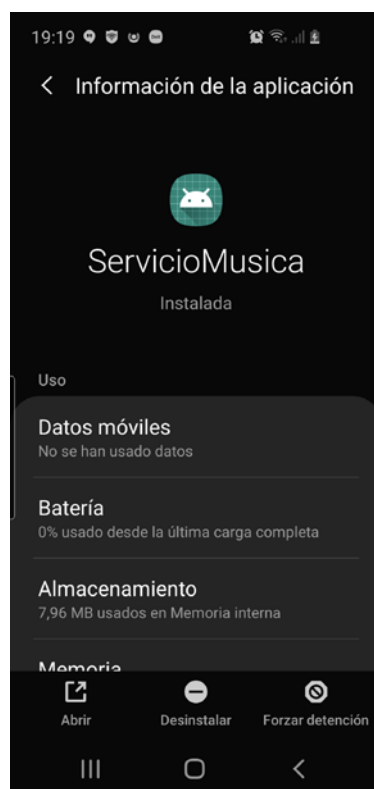 19:19
Información de la aplicación
ServicioMusica
Instalada
Uso
Datos móviles
No se han usado datos
Batería
0% usado desde la última carga completa
Almacenamiento
7,96 MB usados en Memoria interna
Memoria
Abrir
Desinstalar
Forzar detención